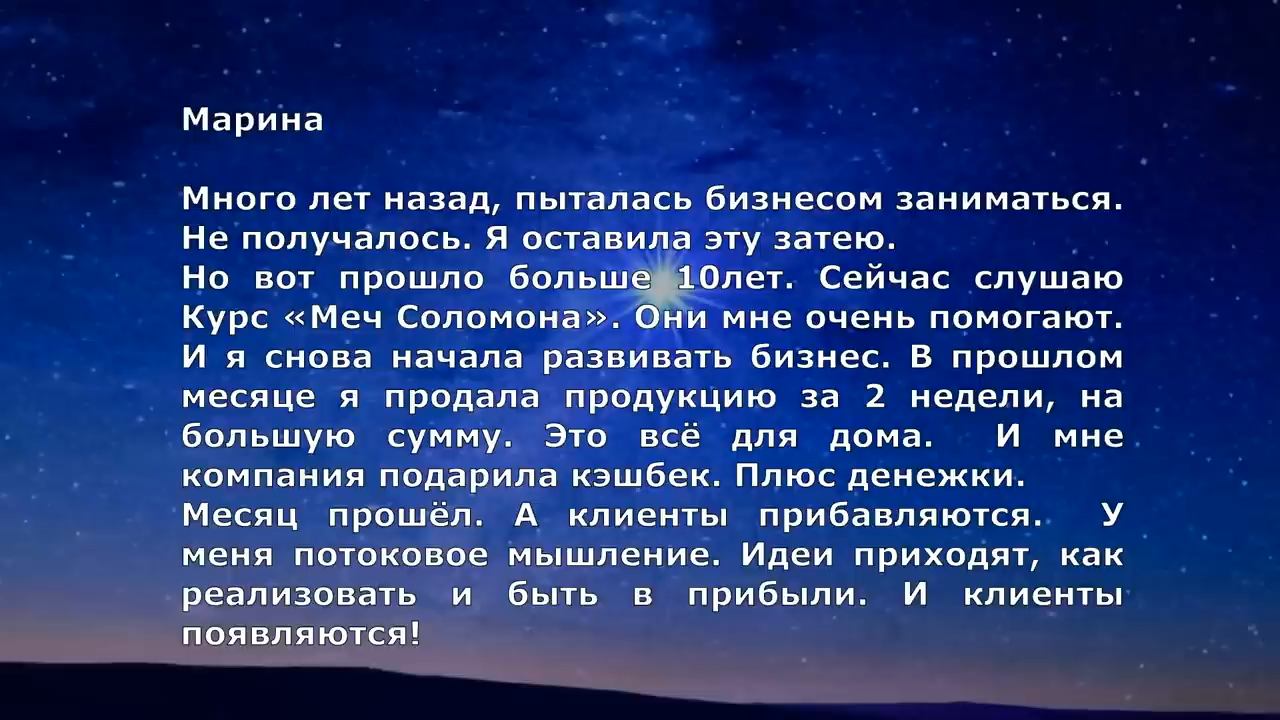 Марина
Много лет назад, пыталась бизнесом заниматься.
Не получалось. Я оставила эту затею.
Но вот прошло больше 10лет. Сейчас слушаю
Курс «Меч Соломона». Они мне очень помогают.
И я снова начала развивать бизнес. В прошлом
месяце я продала продукцию за 2 недели, на
большую сумму. Это всё для дома. И мне
компания подарила кэшбек. Плюс денежки.
Месяц прошёл. А клиенты прибавляются. У
меня потоковое мышление. Идеи приходят, как
реализовать и быть в прибыли. И клиенты
появляются!